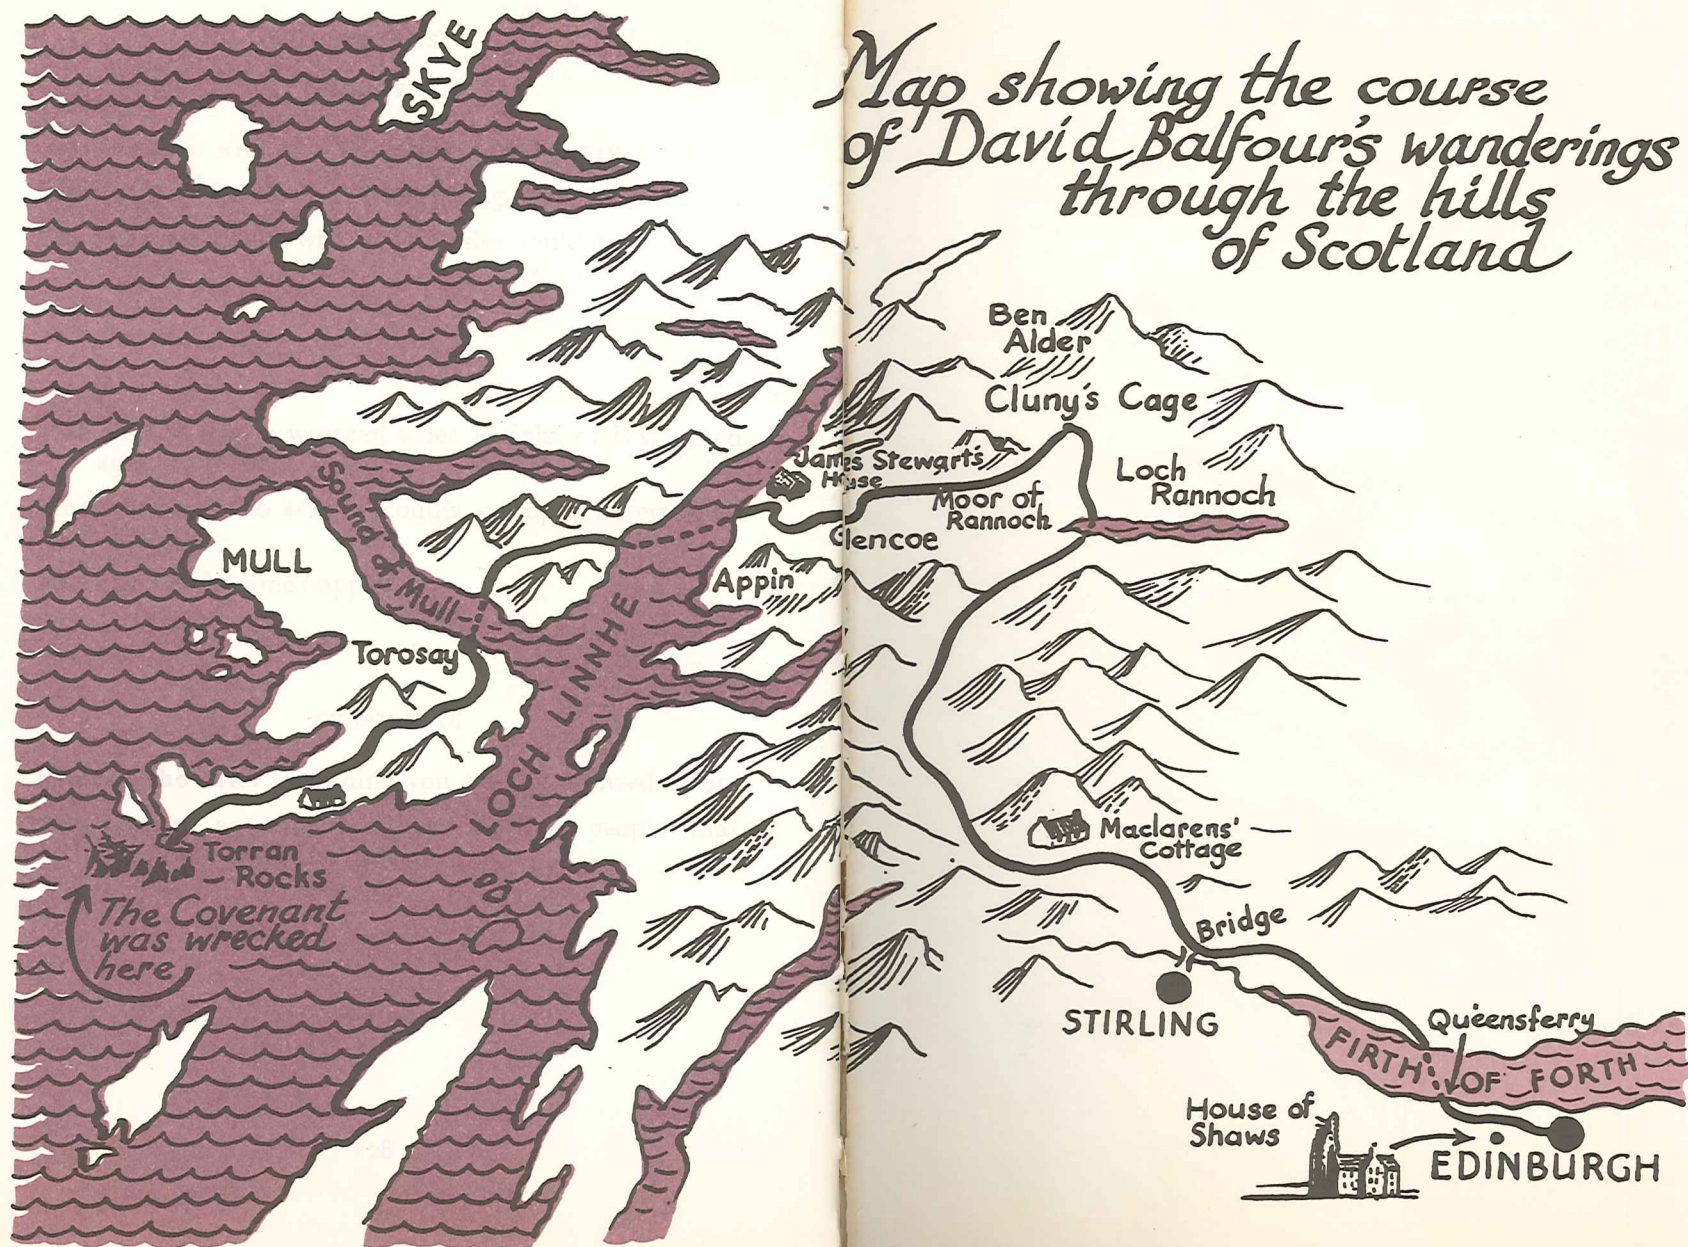 Map showing the course
of David Balfour's wanderings
through the hills
of Scotland
SKYE
Ben
Alder
Cluny's Cage
James Stewart's
House
Loch
Rannoch
Moor of
Rannoch
Glencoe
Sound of Mull
MULL
Appin
Torosay
LOCH LINNHE
Maclarens'
Cottage
Torran
Rocks
The Covenant
was wrecked
here
Bridge
STIRLING
Queensferry
FIRTH OF FORTH
House of
Shaws
EDINBURGH